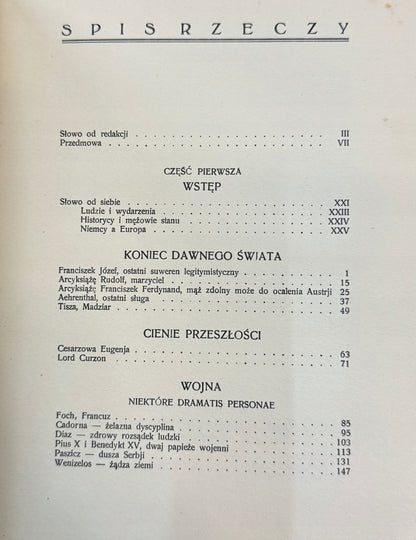 SPIS RZECZY
Słowo od redakcji . . . . . . . . . . . . . . . . . . . III
Przedmowa . . . . . . . . . . . . . . . . . . . . . . VII
CZĘŚĆ PIERWSZA
WSTĘP
Słowo od siebie . . . . . . . . . . . . . . . . . . . . XXI
Ludzie i wydarzenia . . . . . . . . . . . . . . . . . XXIII
Historycy i mężowie stanu . . . . . . . . . . . . . . XXIV
Niemcy a Europa . . . . . . . . . . . . . . . . . . XXV
KONIEC DAWNEGO ŚWIATA
Franciszek Józef, ostatni suweren legitymistyczny . . . . . . . 1
Arcyksiążę Rudolf, marzyciel . . . . . . . . . . . . . . . 15
Arcyksiążę Franciszek Ferdynand, mąż zdolny może do ocalenia Austrji 25
Aehrenthal, ostatni sługa . . . . . . . . . . . . . . . . 37
Tisza, Madziar . . . . . . . . . . . . . . . . . . . . 49
CIENIE PRZESZŁOŚCI
Cesarzowa Eugenja . . . . . . . . . . . . . . . . . . 63
Lord Curzon . . . . . . . . . . . . . . . . . . . . . 71
WOJNA
NIEKTÓRE DRAMATIS PERSONAE
Foch, Francuz . . . . . . . . . . . . . . . . . . . . 85
Cadorna — żelazna dyscyplina . . . . . . . . . . . . . . 95
Diaz — zdrowy rozsądek ludzki . . . . . . . . . . . . . . 103
Pius X i Benedykt XV, dwaj papieże wojenni . . . . . . . . . 113
Paszicz — dusza Serbji . . . . . . . . . . . . . . . . . 131
Wenizelos — żądza ziemi . . . . . . . . . . . . . . . . 147